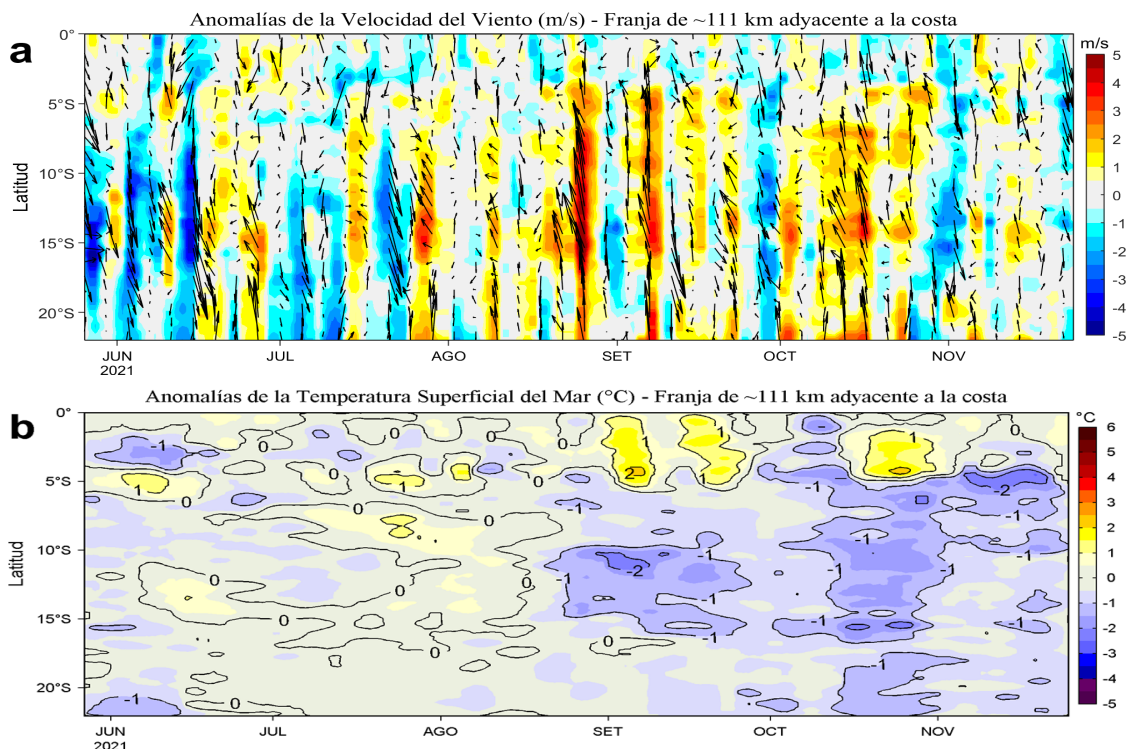 Anomalías de la Velocidad del Viento (m/s) - Franja de ~111 km adyacente a la costa
a
m/s
Latitud
0°
5°S
10°S
15°S
20°S
5
4
3
2
1
0
-1
-2
-3
-4
-5
JUN JUL AGO SET OCT NOV
2021
Anomalías de la Temperatura Superficial del Mar (°C) - Franja de ~111 km adyacente a la costa
b
°C
Latitud
0°
5°S
10°S
15°S
20°S
6
5
4
3
2
1
0
-1
-2
-3
-4
-5
JUN JUL AGO SET OCT NOV
2021